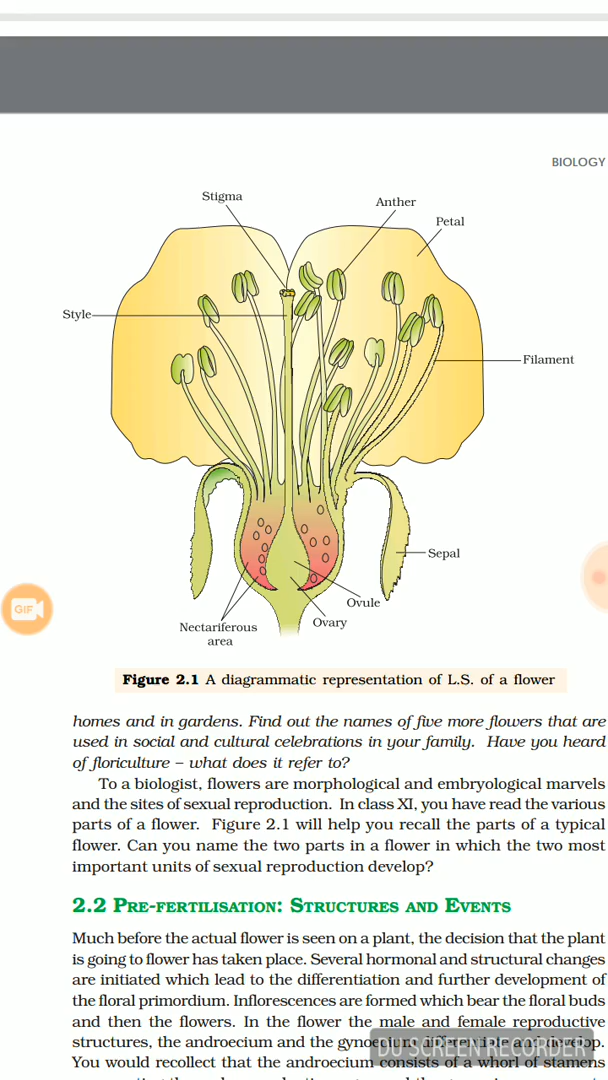 BIOLOGY
Stigma
Anther
Petal
Style
Filament
Sepal
Ovule
Ovary
Nectariferous
area
GIF
Figure 2.1 A diagrammatic representation of L.S. of a flower
homes and in gardens. Find out the names of five more flowers that are
used in social and cultural celebrations in your family. Have you heard
of floriculture – what does it refer to?
To a biologist, flowers are morphological and embryological marvels
and the sites of sexual reproduction. In class XI, you have read the various
parts of a flower. Figure 2.1 will help you recall the parts of a typical
flower. Can you name the two parts in a flower in which the two most
important units of sexual reproduction develop?
2.2 PRE-FERTILISATION: STRUCTURES AND EVENTS
Much before the actual flower is seen on a plant, the decision that the plant
is going to flower has taken place. Several hormonal and structural changes
are initiated which lead to the differentiation and further development of
the floral primordium. Inflorescences are formed which bear the floral buds
and then the flowers. In the flower the male and female reproductive
structures, the androecium and the gynoecium differentiate and develop.
DU SCREEN RECORDER
You would recollect that the androecium consists of a whorl of stamens